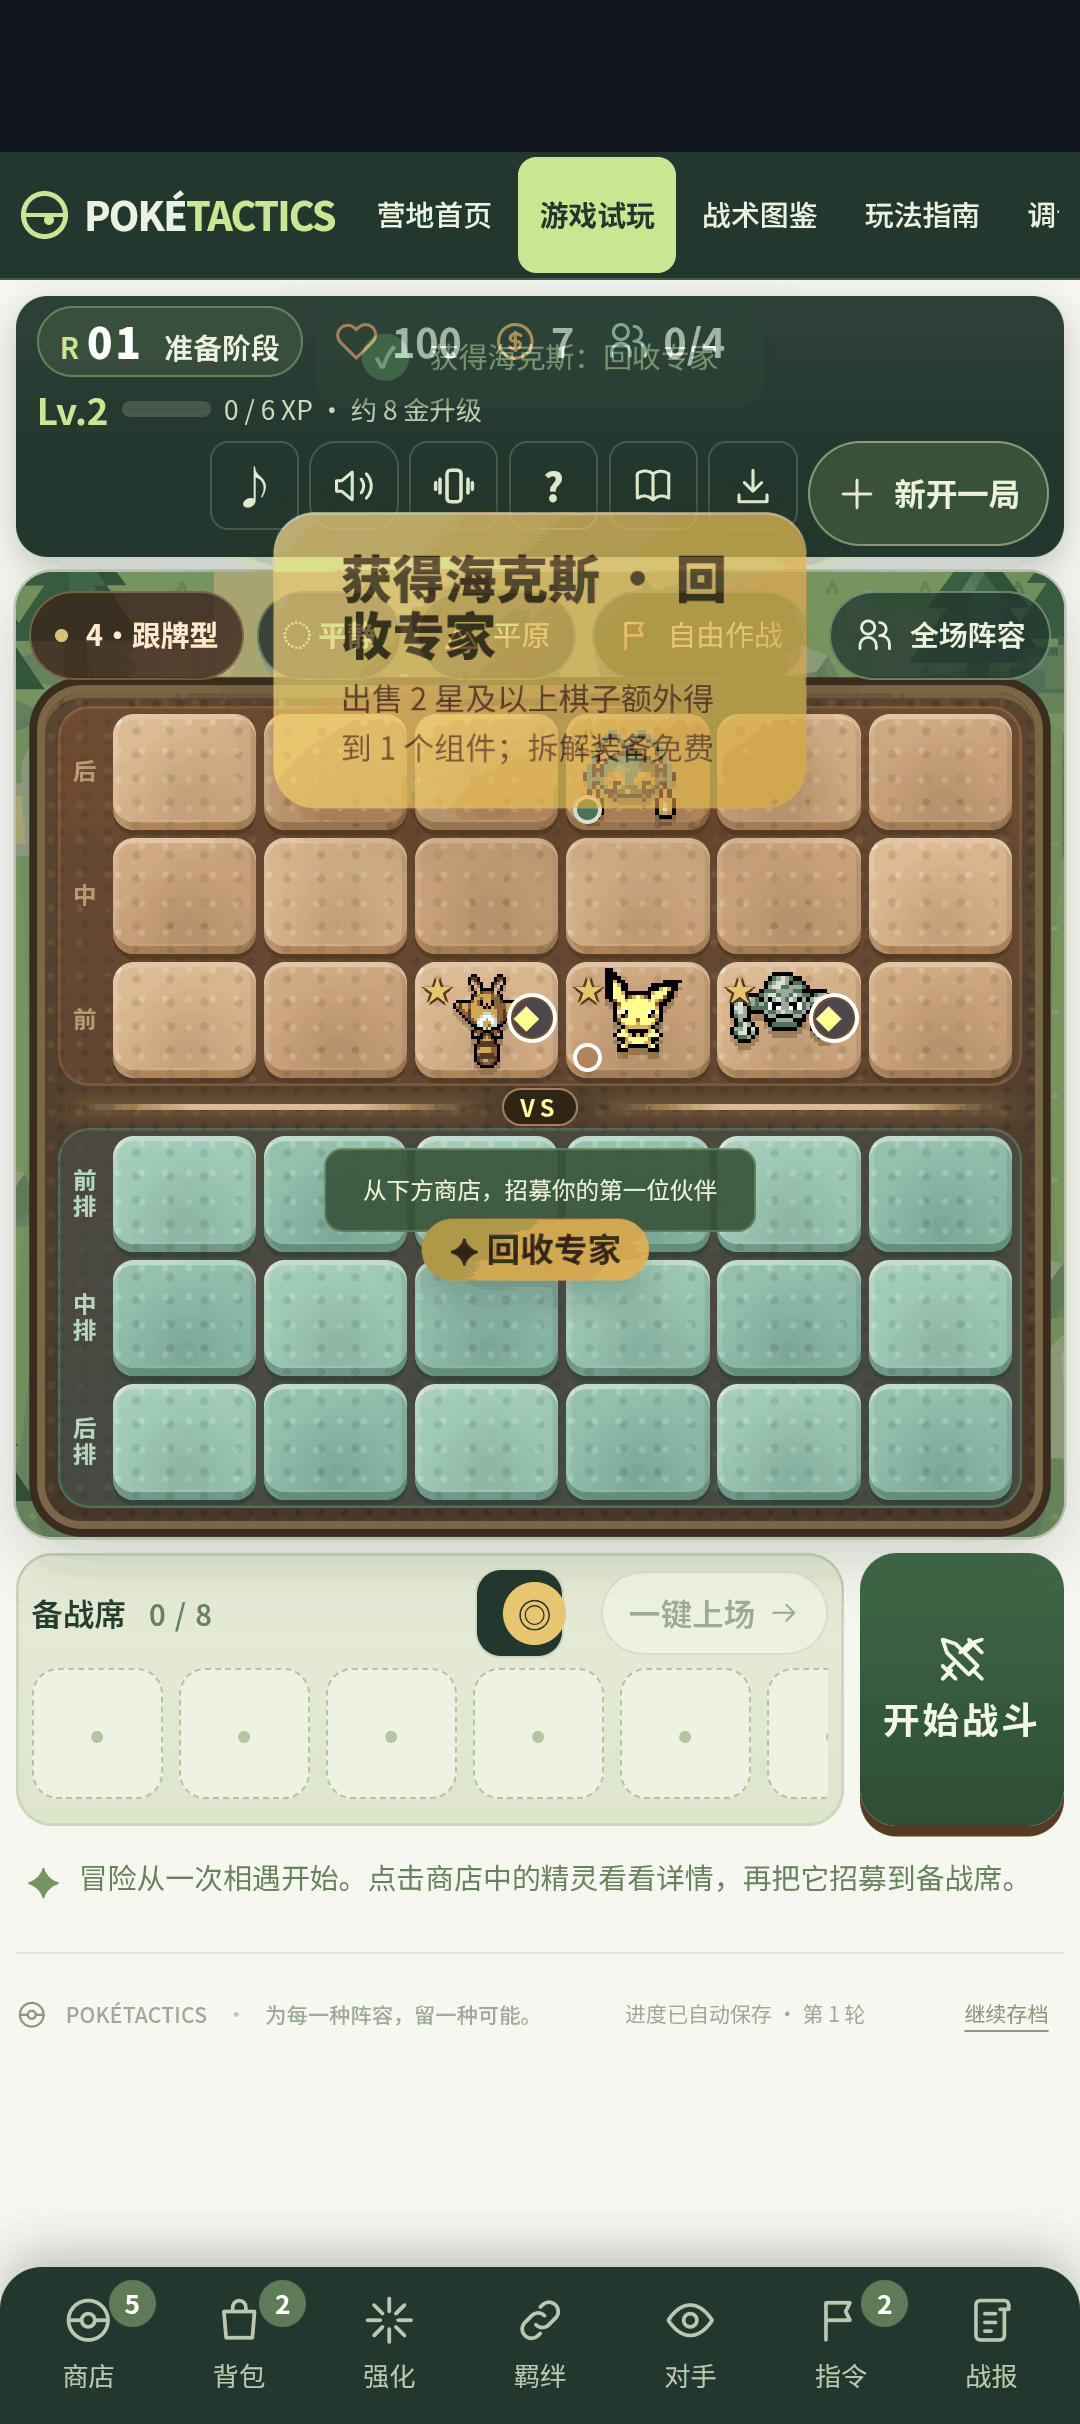 POKÉTACTICS 营地首页 游戏试玩 战术图鉴 玩法指南 调
R 01 准备阶段 100 7 0/4
获得海克斯：回收专家
Lv.2 0 / 6 XP · 约 8 金升级
? 新开一局
获得海克斯 · 回
收专家
4·跟牌型 平静 平原 自由作战 全场阵容
出售 2 星及以上棋子额外得
到 1 个组件；拆解装备免费
后
中
前
VS
前排
从下方商店，招募你的第一位伙伴
回收专家
中排
后排
备战席 0 / 8 一键上场
开始战斗
冒险从一次相遇开始。点击商店中的精灵看看详情，再把它招募到备战席。
POKÉTACTICS · 为每一种阵容，留一种可能。 进度已自动保存 · 第 1 轮 继续存档
5 2 2
商店 背包 强化 羁绊 对手 指令 战报